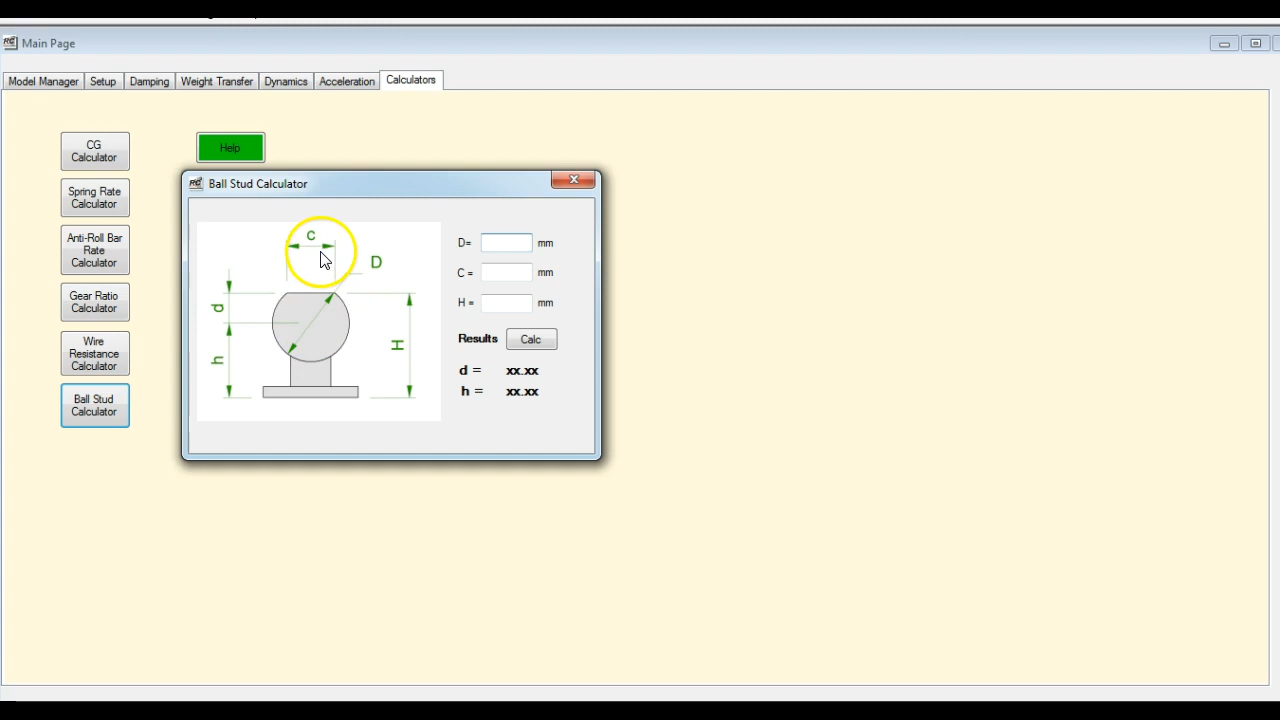 Main Page
Model Manager Setup Damping Weight Transfer Dynamics Acceleration Calculators
CG
Calculator
Help
Spring Rate
Calculator
Anti-Roll Bar
Rate
Calculator
Gear Ratio
Calculator
Wire
Resistance
Calculator
Ball Stud
Calculator
Ball Stud Calculator
C
D
d
h
H
D= mm
C = mm
H = mm
Results Calc
d = xx.xx
h = xx.xx